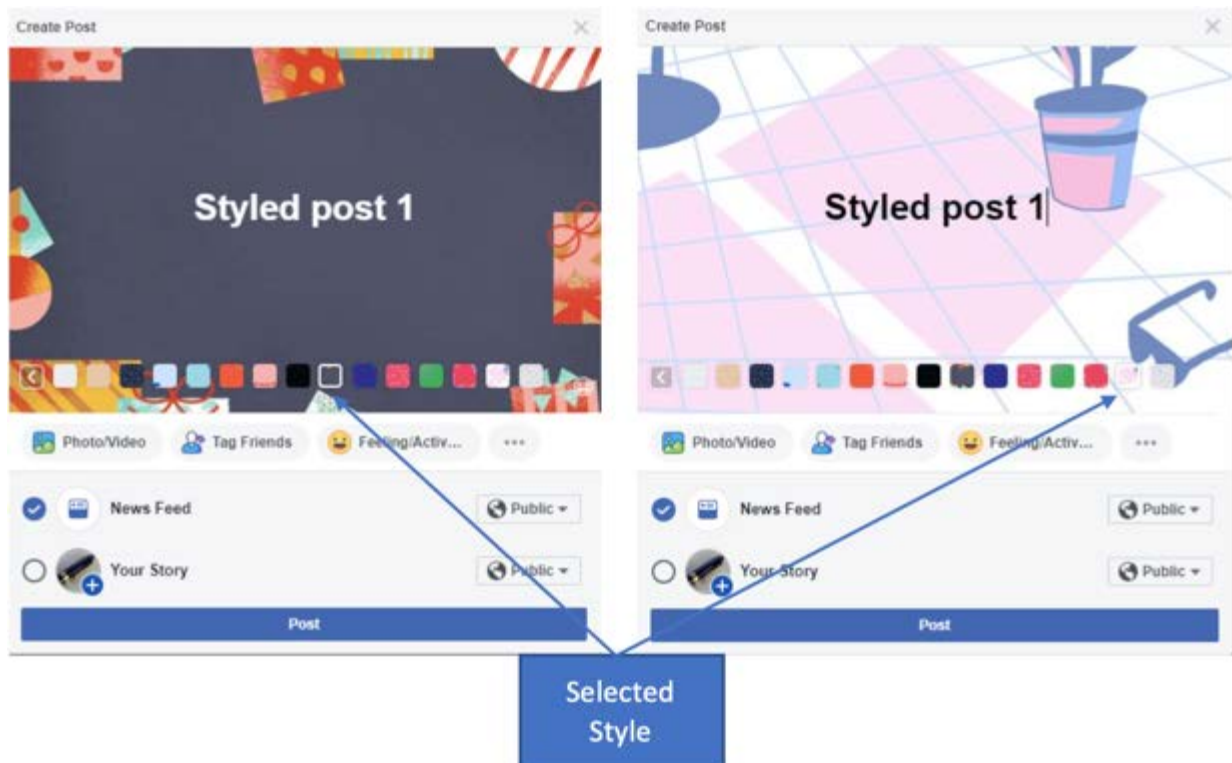 Create Post
Styled post 1
Photo/Video
Tag Friends
Feeling/Activ...
News Feed
Public
Your Story
Public
Post
Create Post
Styled post 1
Photo/Video
Tag Friends
Feeling/Activ...
News Feed
Public
Your Story
Public
Post
Selected
Style